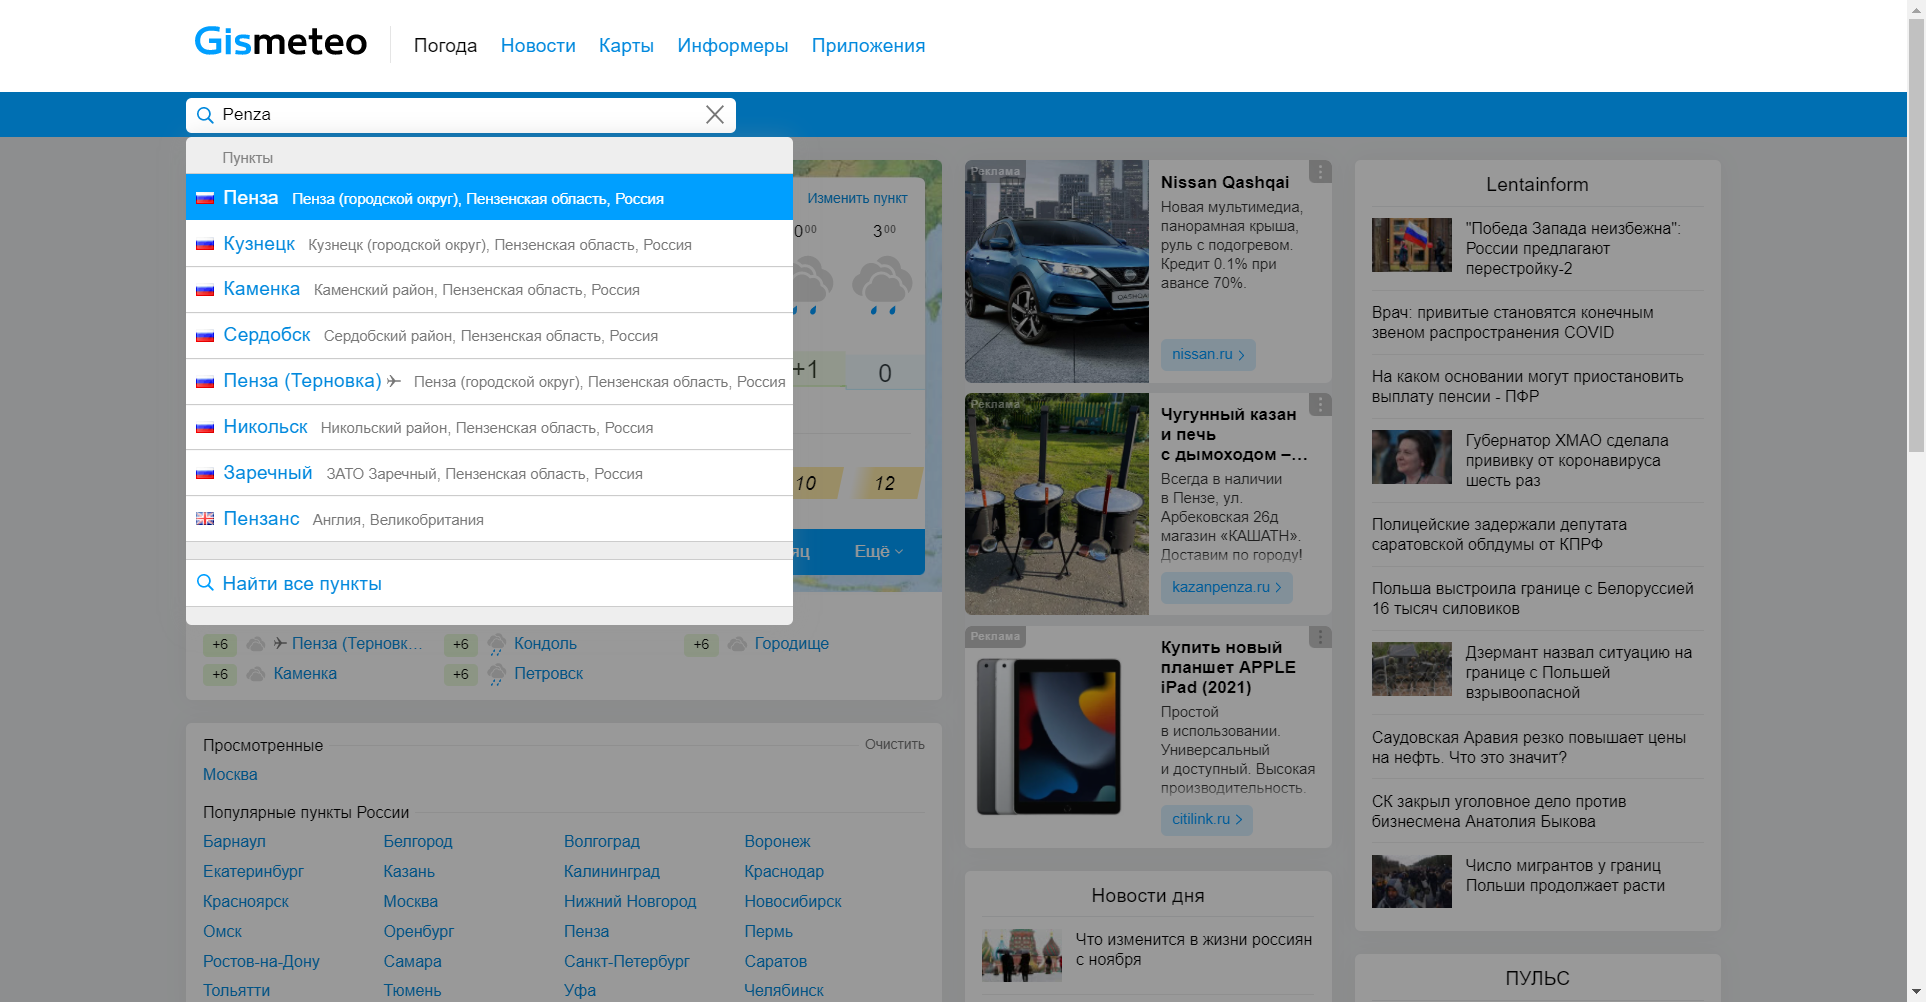 Gismeteo
Погода Новости Карты Информеры Приложения
Penza
Пункты
Пенза Пенза (городской округ), Пензенская область, Россия
Кузнецк Кузнецк (городской округ), Пензенская область, Россия
Каменка Каменский район, Пензенская область, Россия
Сердобск Сердобский район, Пензенская область, Россия
Пенза (Терновка) Пенза (городской округ), Пензенская область, Россия
Никольск Никольский район, Пензенская область, Россия
Заречный ЗАТО Заречный, Пензенская область, Россия
Пензанс Англия, Великобритания
Найти все пункты
Изменить пункт
0⁰⁰ 3⁰⁰
+1 0
10 12
яц Ещё
+6 Пенза (Терновк... +6 Кондоль +6 Городище
+6 Каменка +6 Петровск
Просмотренные Очистить
Москва
Популярные пункты России
Барнаул Белгород Волгоград Воронеж
Екатеринбург Казань Калининград Краснодар
Красноярск Москва Нижний Новгород Новосибирск
Омск Оренбург Пенза Пермь
Ростов-на-Дону Самара Санкт-Петербург Саратов
Тольятти Тюмень Уфа Челябинск
Реклама
Nissan Qashqai
Новая мультимедиа,
панорамная крыша,
руль с подогревом.
Кредит 0.1% при
авансе 70%.
nissan.ru
Реклама
Чугунный казан
и печь
с дымоходом –...
Всегда в наличии
в Пензе, ул.
Арбековская 26д
магазин «КАШАТН».
Доставим по городу!
kazanpenza.ru
Реклама
Купить новый
планшет APPLE
iPad (2021)
Простой
в использовании.
Универсальный
и доступный. Высокая
производительность.
citilink.ru
Новости дня
Что изменится в жизни россиян
с ноября
Lentainform
"Победа Запада неизбежна":
России предлагают
перестройку-2
Врач: привитые становятся конечным
звеном распространения COVID
На каком основании могут приостановить
выплату пенсии - ПФР
Губернатор ХМАО сделала
прививку от коронавируса
шесть раз
Полицейские задержали депутата
саратовской облдумы от КПРФ
Польша выстроила границе с Белоруссией
16 тысяч силовиков
Дзермант назвал ситуацию на
границе с Польшей
взрывоопасной
Саудовская Аравия резко повышает цены
на нефть. Что это значит?
СК закрыл уголовное дело против
бизнесмена Анатолия Быкова
Число мигрантов у границ
Польши продолжает расти
ПУЛЬС